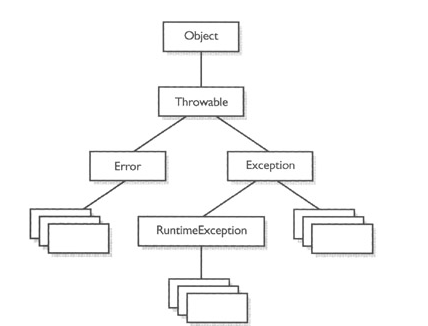 Object
Throwable
Error
Exception
RuntimeException